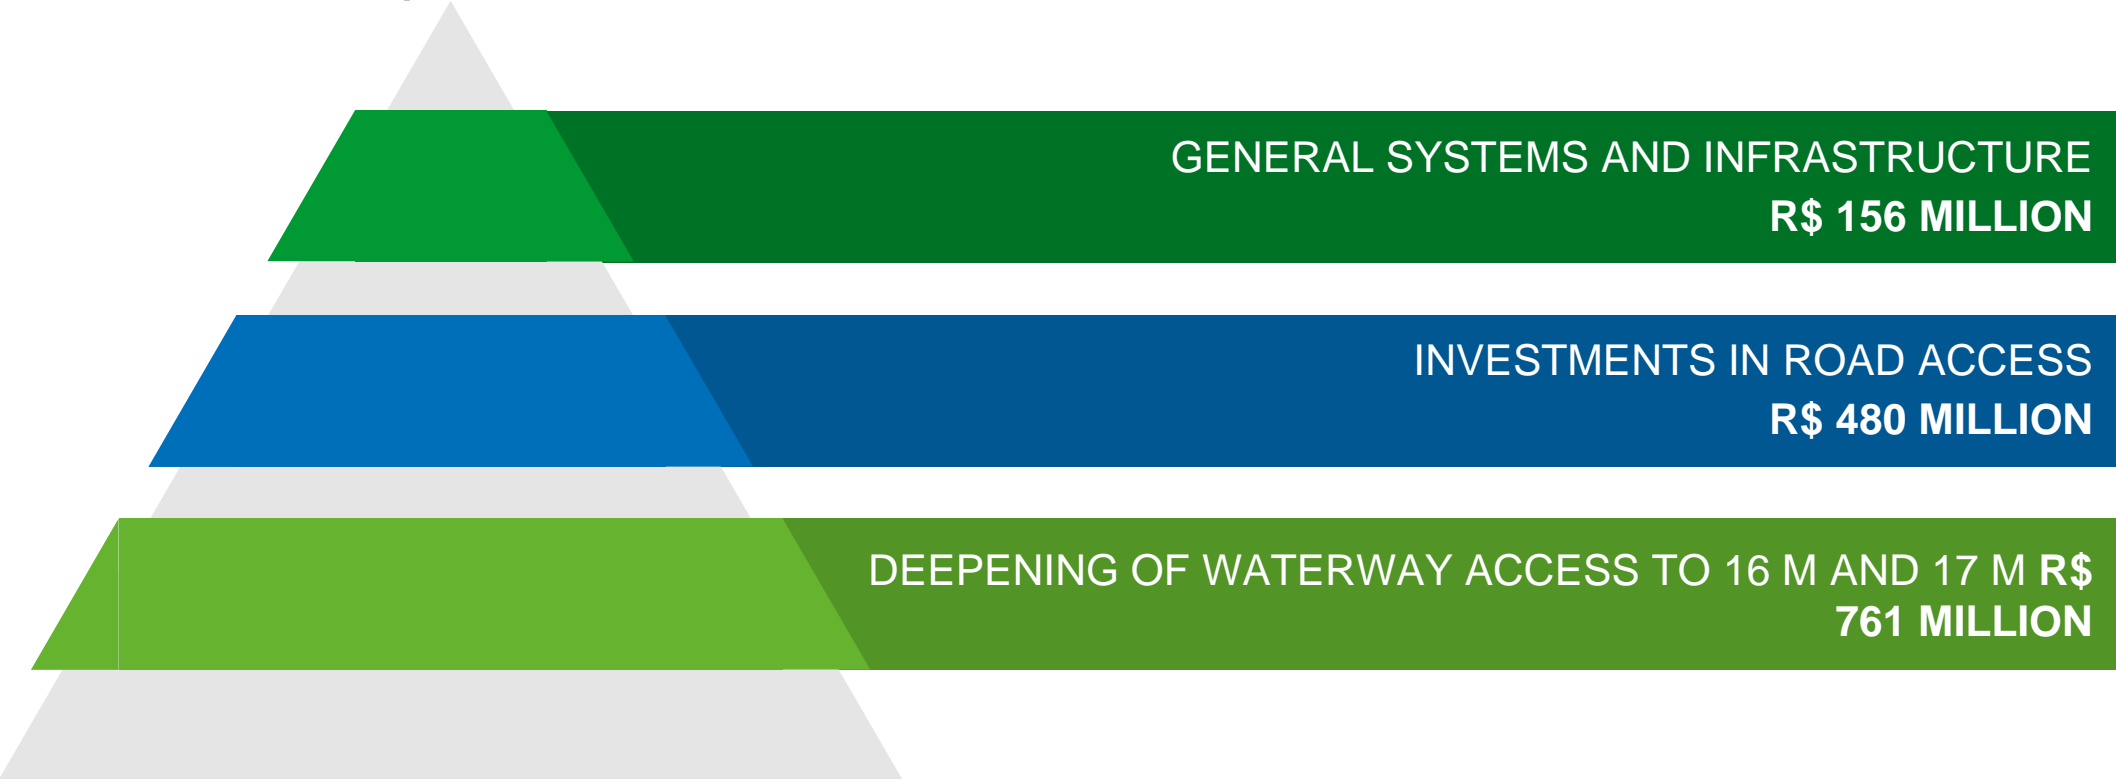 GENERAL SYSTEMS AND INFRASTRUCTURE
R$ 156 MILLION
INVESTMENTS IN ROAD ACCESS
R$ 480 MILLION
DEEPENING OF WATERWAY ACCESS TO 16 M AND 17 M R$
761 MILLION